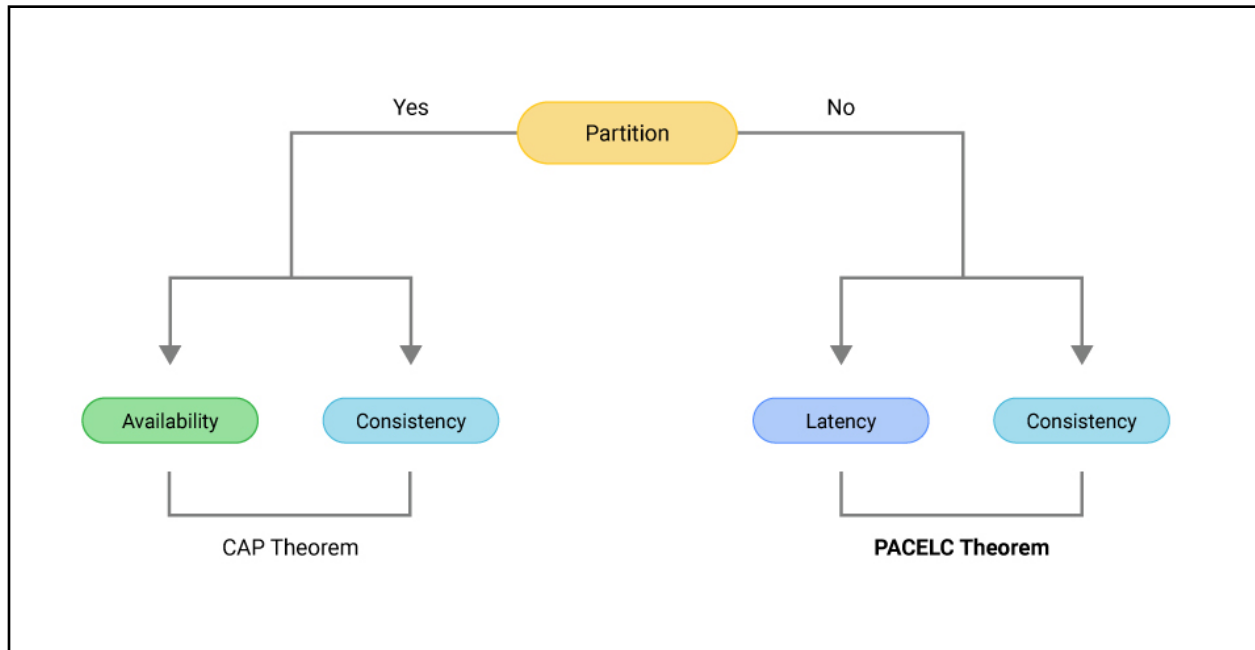 Yes
Partition
No
Availability
Consistency
Latency
Consistency
CAP Theorem
PACELC Theorem